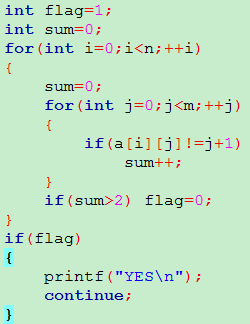 int flag=1;
int sum=0;
for(int i=0;i<n;++i)
{
    sum=0;
    for(int j=0;j<m;++j)
    {
        if(a[i][j]!=j+1)
            sum++;
    }
    if(sum>2) flag=0;
}
if(flag)
{
    printf("YES\n");
    continue;
}